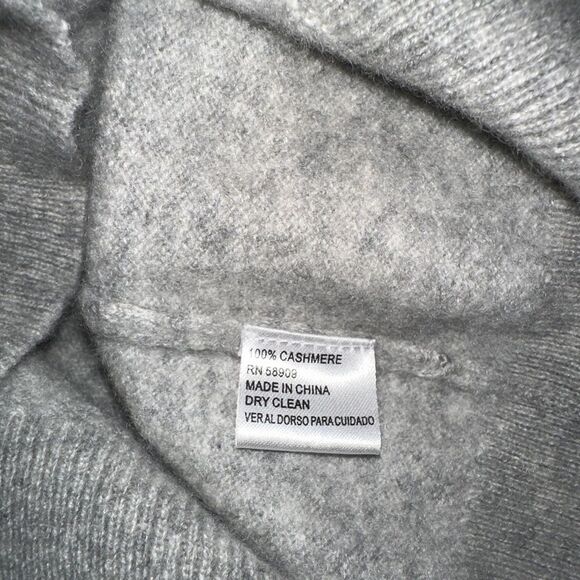 100% CASHMERE
RN 58909
MADE IN CHINA
DRY CLEAN
VER AL DORSO PARA CUIDADO